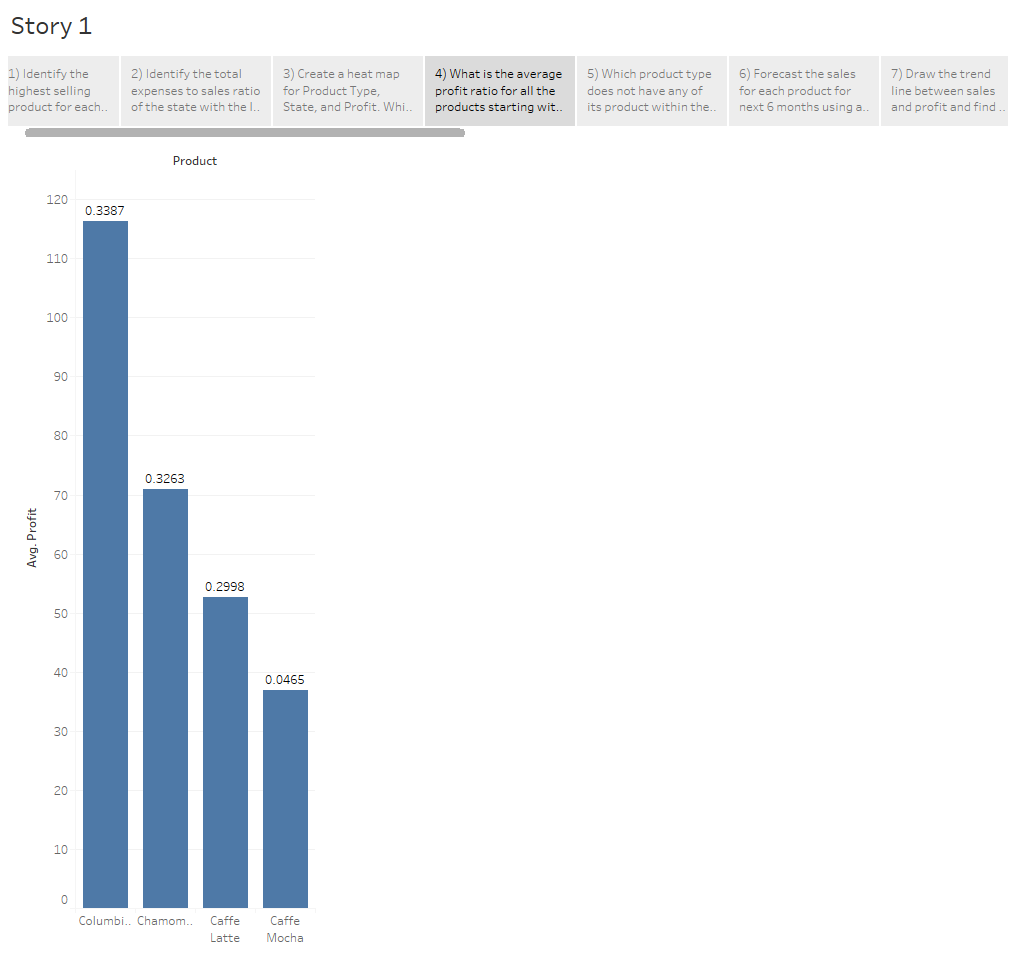 Story 1
1) Identify the
highest selling
product for each..
2) Identify the total
expenses to sales ratio
of the state with the l..
3) Create a heat map
for Product Type,
State, and Profit. Whi..
4) What is the average
profit ratio for all the
products starting wit..
5) Which product type
does not have any of
its product within the..
6) Forecast the sales
for each product for
next 6 months using a..
7) Draw the trend
line between sales
and profit and find ..
Product
Avg. Profit
120
110
100
90
80
70
60
50
40
30
20
10
0
0.3387
0.3263
0.2998
0.0465
Columbi..
Chamom..
Caffe
Latte
Caffe
Mocha